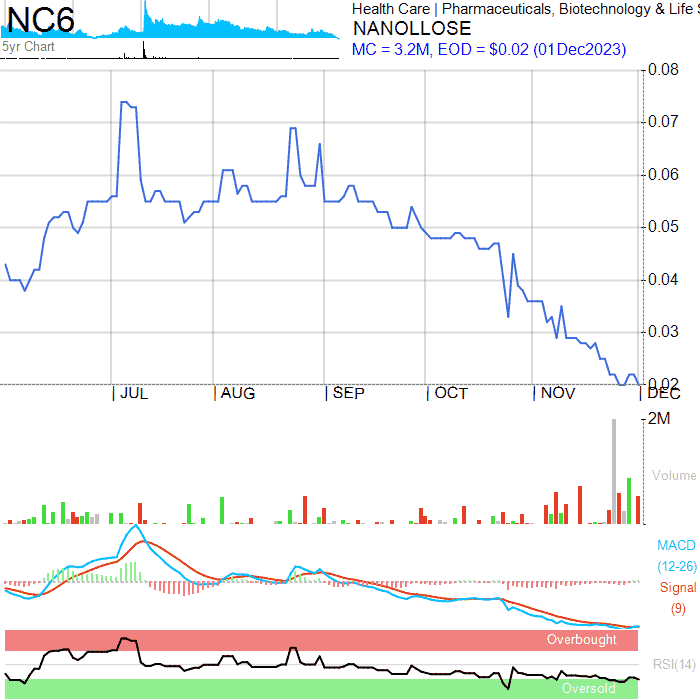 NC6
5yr Chart
Health Care | Pharmaceuticals, Biotechnology & Life S
NANOLLOSE
MC = 3.2M, EOD = $0.02 (01Dec2023)
0.08
0.07
0.06
0.05
0.04
0.03
0.02
| JUL | AUG | SEP | OCT | NOV | DEC
2M
Volume
MACD
(12-26)
Signal
(9)
Overbought
RSI(14)
Oversold